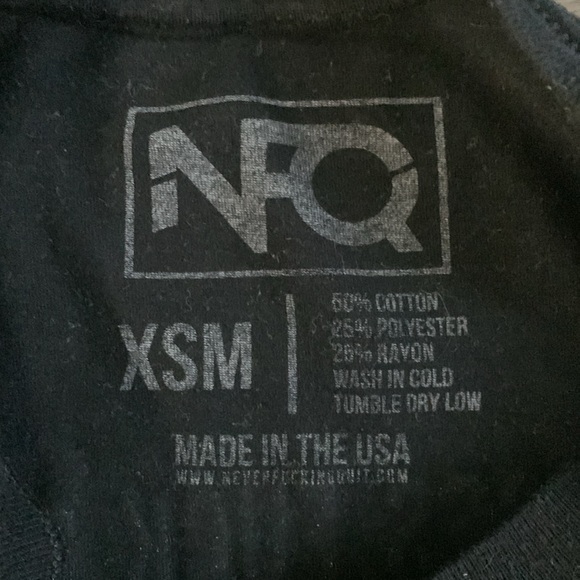 NFQ
XSM
50% COTTON
25% POLYESTER
25% RAYON
WASH IN COLD
TUMBLE DRY LOW
MADE IN THE USA
WWW.NEVERFUCKINGQUIT.COM